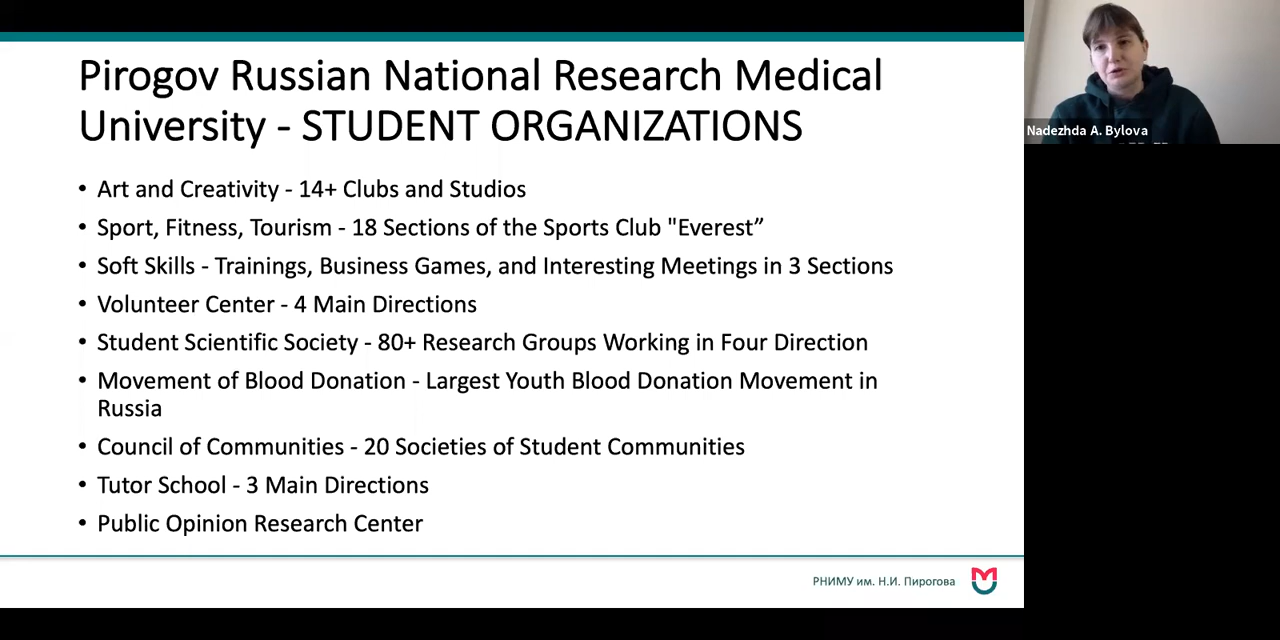 Pirogov Russian National Research Medical
University - STUDENT ORGANIZATIONS
• Art and Creativity - 14+ Clubs and Studios
• Sport, Fitness, Tourism - 18 Sections of the Sports Club "Everest”
• Soft Skills - Trainings, Business Games, and Interesting Meetings in 3 Sections
• Volunteer Center - 4 Main Directions
• Student Scientific Society - 80+ Research Groups Working in Four Direction
• Movement of Blood Donation - Largest Youth Blood Donation Movement in
Russia
• Council of Communities - 20 Societies of Student Communities
• Tutor School - 3 Main Directions
• Public Opinion Research Center
РНИМУ им. Н.И. Пирогова
Nadezhda A. Bylova